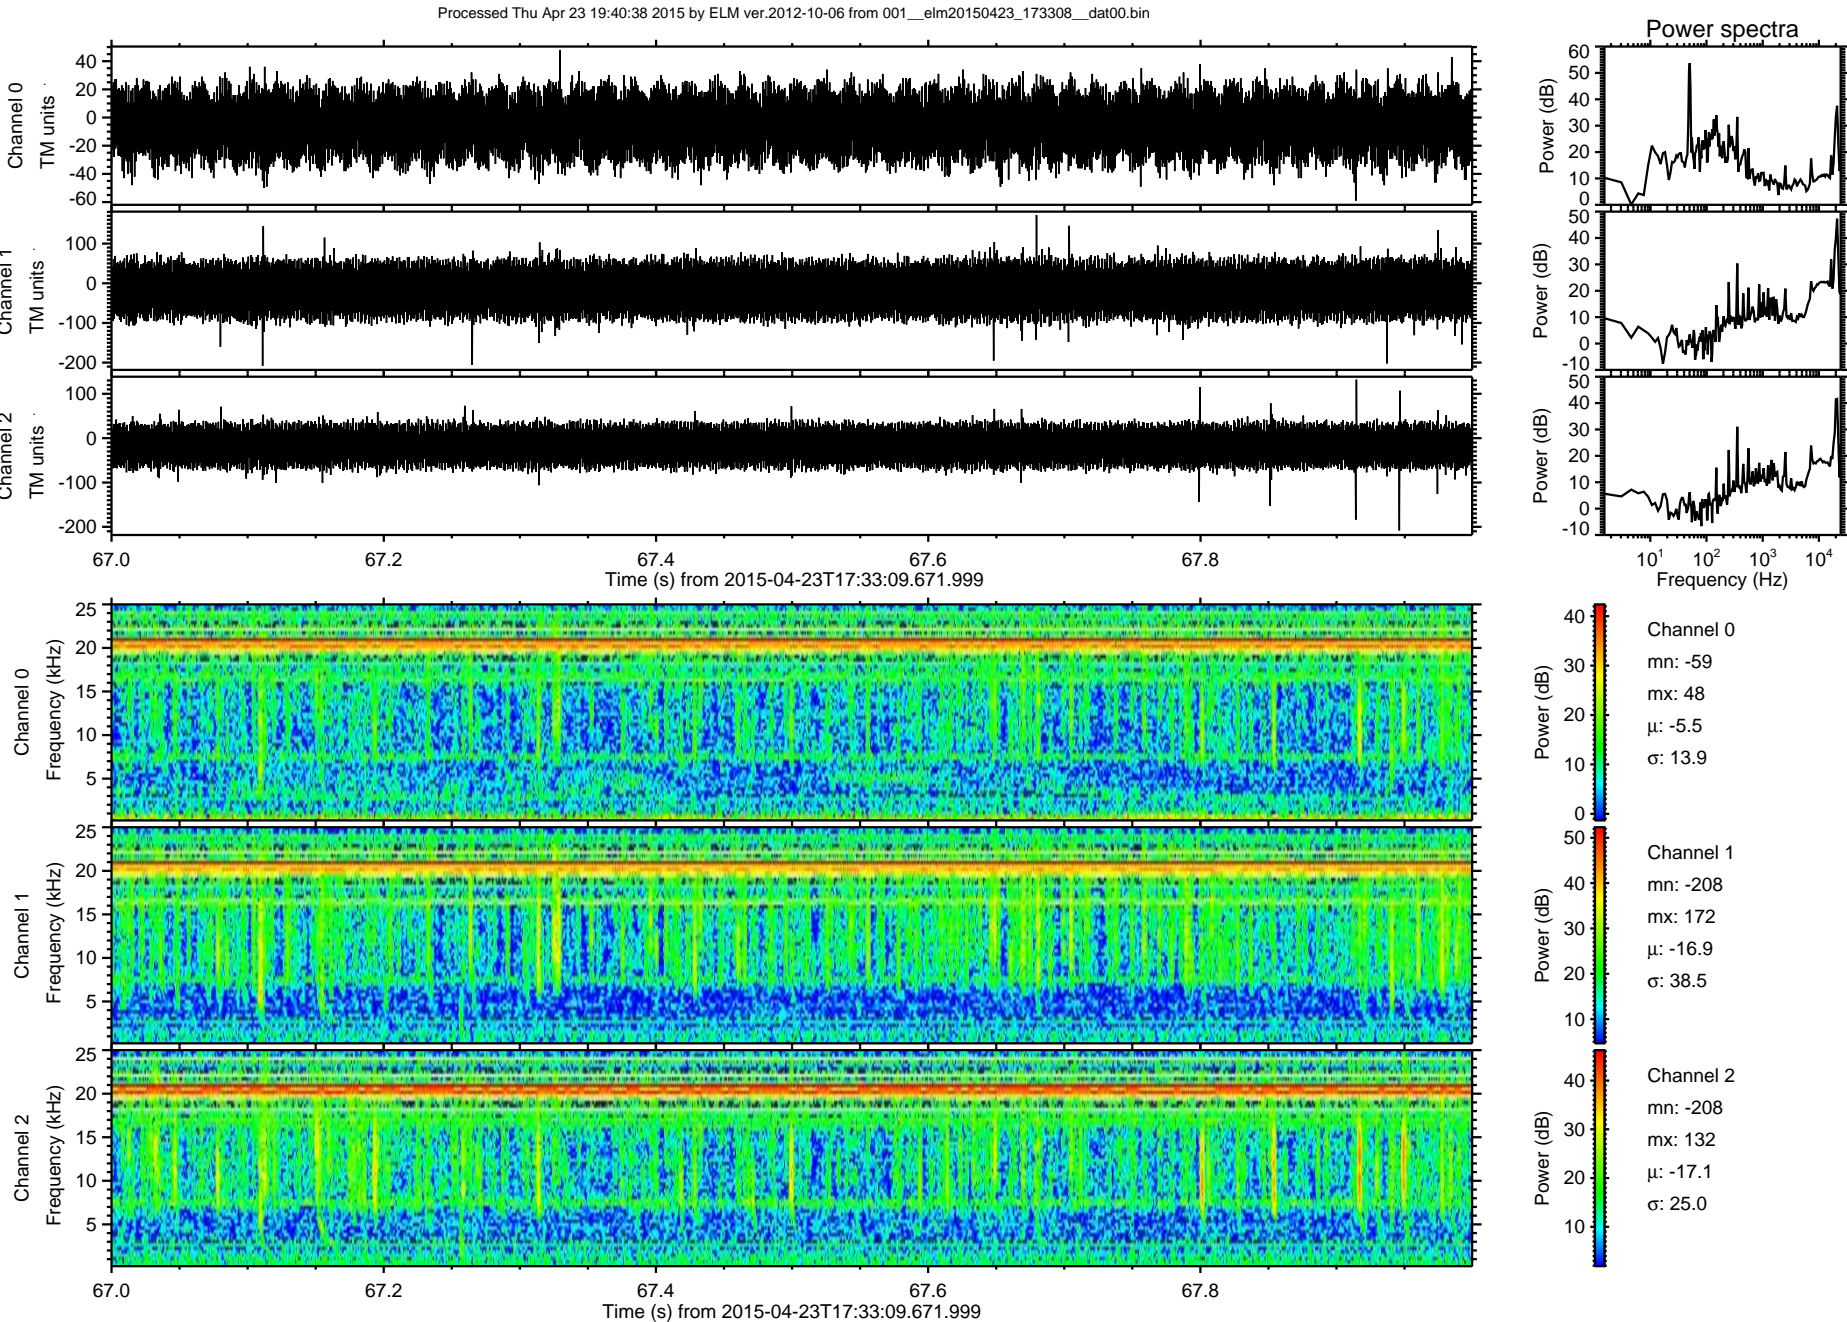 Processed Thu Apr 23 19:40:38 2015 by ELM ver.2012-10-06 from 001__elm20150423_173308__dat00.bin
Power spectra
Channel 0
TM units
40
20
0
-20
-40
-60
Power (dB)
60
50
40
30
20
10
0
Channel 1
TM units
100
0
-100
-200
Power (dB)
50
40
30
20
10
0
-10
Channel 2
TM units
100
0
-100
-200
Power (dB)
50
40
30
20
10
0
-10
67.0 67.2 67.4 67.6 67.8
Time (s) from 2015-04-23T17:33:09.671.999
10¹ 10² 10³ 10⁴
Frequency (Hz)
Channel 0
Frequency (kHz)
25
20
15
10
5
Power (dB)
40
30
20
10
0
Channel 0
mn: -59
mx: 48
μ: -5.5
σ: 13.9
Channel 1
Frequency (kHz)
25
20
15
10
5
Power (dB)
50
40
30
20
10
Channel 1
mn: -208
mx: 172
μ: -16.9
σ: 38.5
Channel 2
Frequency (kHz)
25
20
15
10
5
Power (dB)
40
30
20
10
Channel 2
mn: -208
mx: 132
μ: -17.1
σ: 25.0
67.0 67.2 67.4 67.6 67.8
Time (s) from 2015-04-23T17:33:09.671.999